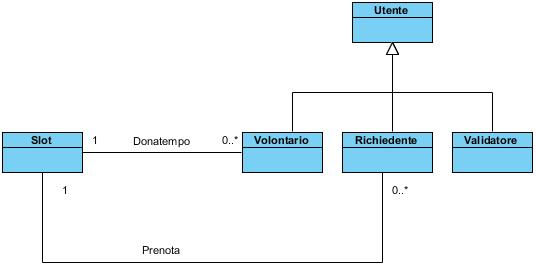 Utente
Slot
1
Donatempo
0..*
Volontario
Richiedente
Validatore
1
0..*
Prenota